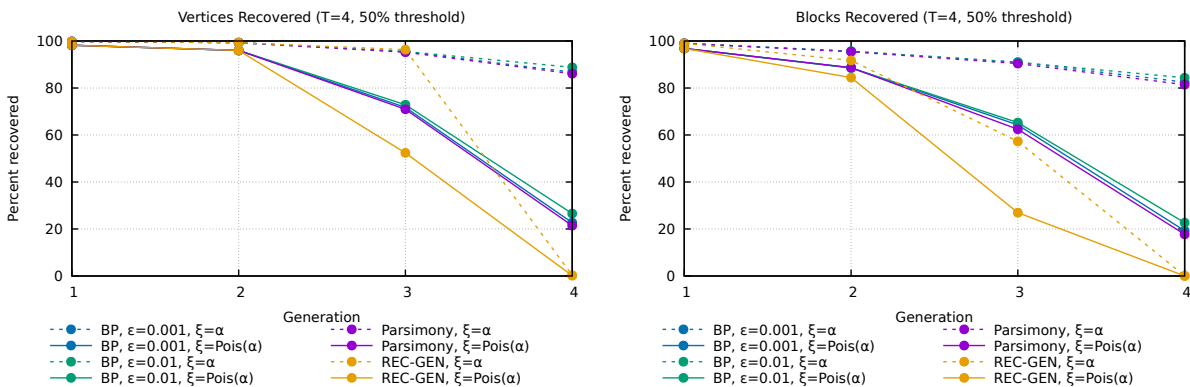 Vertices Recovered (T=4, 50% threshold)
100
80
60
40
20
0
Percent recovered
1 2 3 4
Generation
BP, ε=0.001, ξ=α
BP, ε=0.001, ξ=Pois(α)
BP, ε=0.01, ξ=α
BP, ε=0.01, ξ=Pois(α)
Parsimony, ξ=α
Parsimony, ξ=Pois(α)
REC-GEN, ξ=α
REC-GEN, ξ=Pois(α)
Blocks Recovered (T=4, 50% threshold)
100
80
60
40
20
0
Percent recovered
1 2 3 4
Generation
BP, ε=0.001, ξ=α
BP, ε=0.001, ξ=Pois(α)
BP, ε=0.01, ξ=α
BP, ε=0.01, ξ=Pois(α)
Parsimony, ξ=α
Parsimony, ξ=Pois(α)
REC-GEN, ξ=α
REC-GEN, ξ=Pois(α)